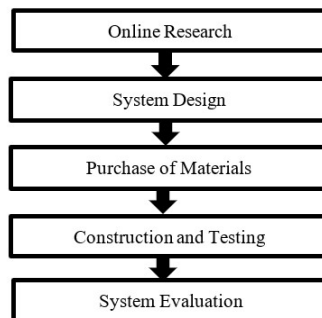 Online Research
System Design
Purchase of Materials
Construction and Testing
System Evaluation